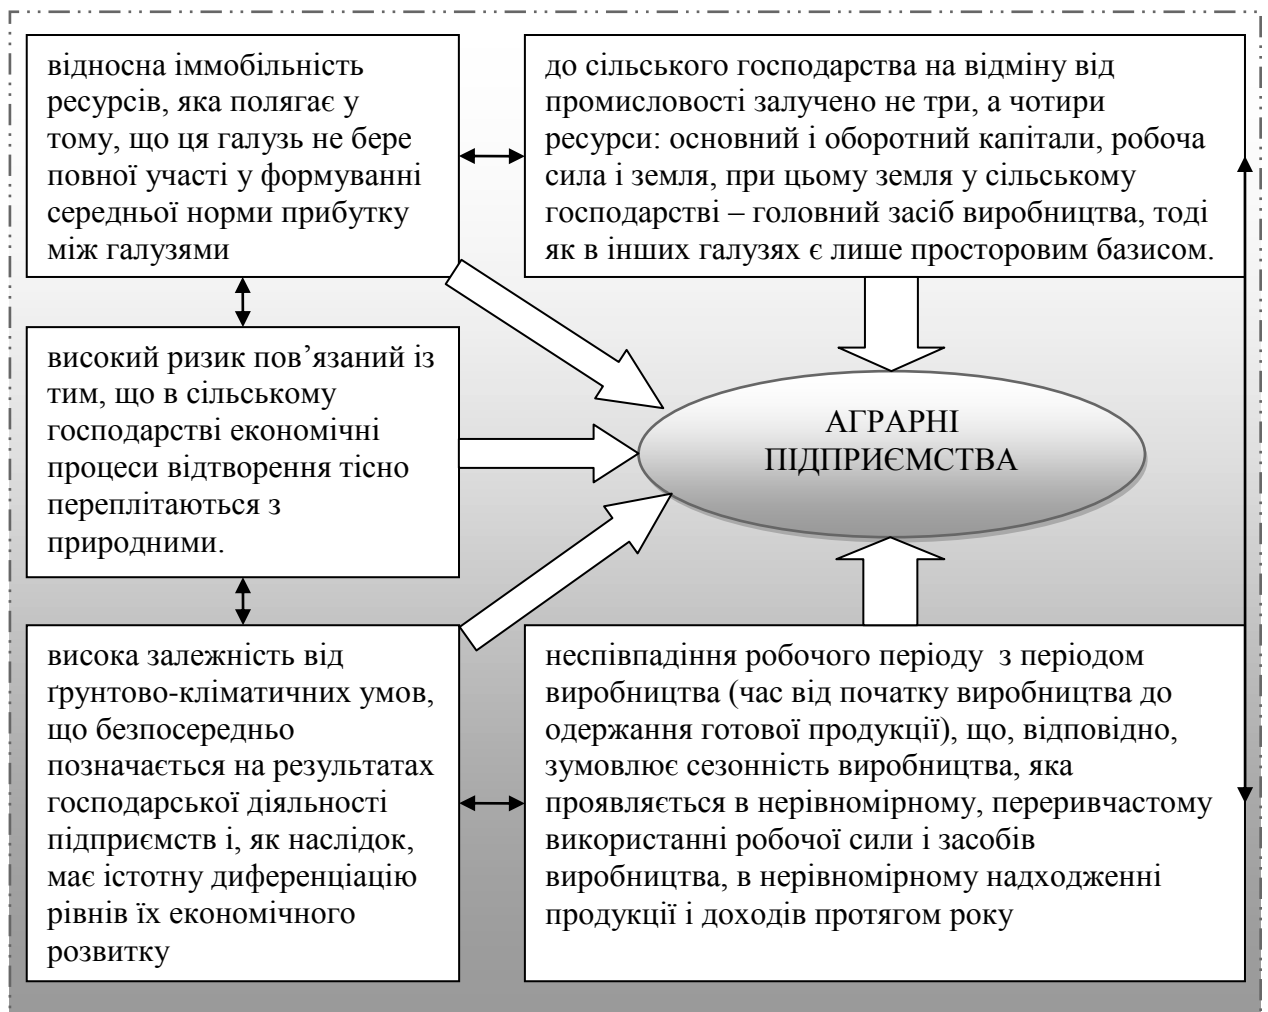 відносна іммобільність
ресурсів, яка полягає у
тому, що ця галузь не бере
повної участі у формуванні
середньої норми прибутку
між галузями
до сільського господарства на відміну від
промисловості залучено не три, а чотири
ресурси: основний і оборотний капітали, робоча
сила і земля, при цьому земля у сільському
господарстві – головний засіб виробництва, тоді
як в інших галузях є лише просторовим базисом.
високий ризик пов’язаний із
тим, що в сільському
господарстві економічні
процеси відтворення тісно
переплітаються з
природними.
АГРАРНІ
ПІДПРИЄМСТВА
висока залежність від
ґрунтово-кліматичних умов,
що безпосередньо
позначається на результатах
господарської діяльності
підприємств і, як наслідок,
має істотну диференціацію
рівнів їх економічного
розвитку
неспівпадіння робочого періоду  з періодом
виробництва (час від початку виробництва до
одержання готової продукції), що, відповідно,
зумовлює сезонність виробництва, яка
проявляється в нерівномірному, переривчастому
використанні робочої сили і засобів
виробництва, в нерівномірному надходженні
продукції і доходів протягом року